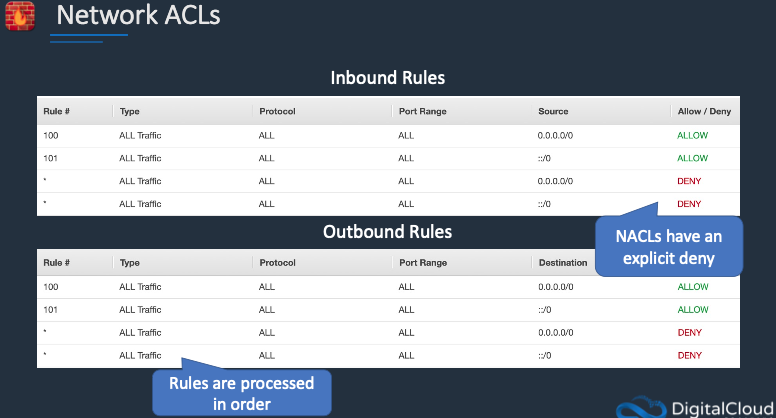 Network ACLs
Inbound Rules
Rule # Type Protocol Port Range Source Allow / Deny
100 ALL Traffic ALL ALL 0.0.0.0/0 ALLOW
101 ALL Traffic ALL ALL ::/0 ALLOW
* ALL Traffic ALL ALL 0.0.0.0/0 DENY
* ALL Traffic ALL ALL ::/0 DENY
NACLs have an
explicit deny
Outbound Rules
Rule # Type Protocol Port Range Destination
100 ALL Traffic ALL ALL 0.0.0.0/0 ALLOW
101 ALL Traffic ALL ALL ::/0 ALLOW
* ALL Traffic ALL ALL 0.0.0.0/0 DENY
* ALL Traffic ALL ALL ::/0 DENY
Rules are processed
in order
DigitalCloud